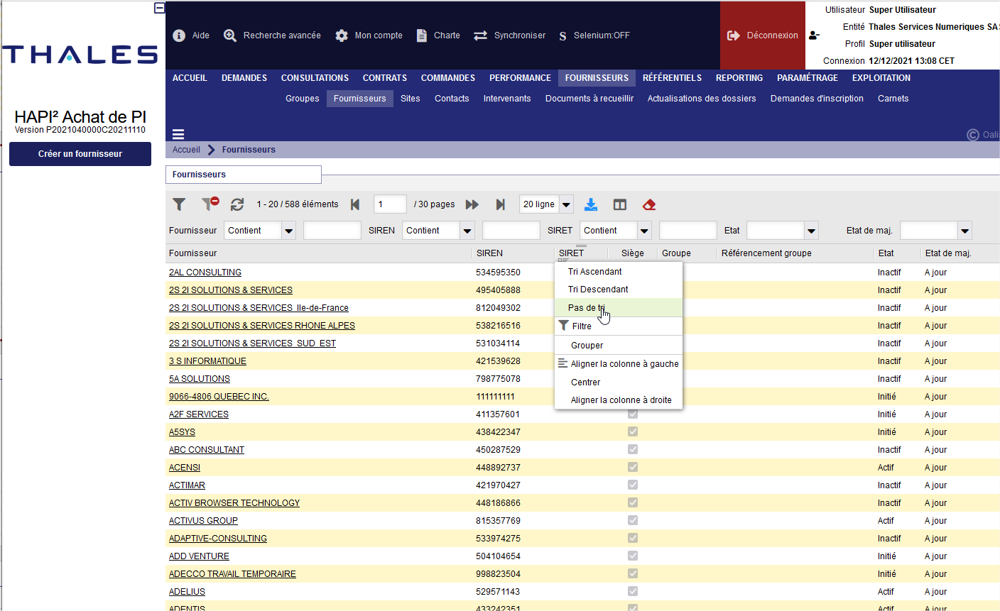 Utilisateur Super Utilisateur
Entité Thales Services Numeriques SAS
Profil Super utilisateur
Connexion 12/12/2021 13:08 CET
Aide Recherche avancée Mon compte Charte Synchroniser S Selenium:OFF Déconnexion
THALES
ACCUEIL DEMANDES CONSULTATIONS CONTRATS COMMANDES PERFORMANCE FOURNISSEURS RÉFÉRENTIELS REPORTING PARAMÉTRAGE EXPLOITATION
Groupes Fournisseurs Sites Contacts Intervenants Documents à recueillir Actualisations des dossiers Demandes d'inscription Carnets
HAPI² Achat de PI
Version P2021040000C20211110
© Oali
Créer un fournisseur
Accueil Fournisseurs
Fournisseurs
1 - 20 / 588 éléments 1 / 30 pages 20 ligne
Fournisseur Contient SIREN Contient SIRET Contient Etat Etat de maj.
Fournisseur SIREN SIRET Siège Groupe Référencement groupe Etat Etat de maj.
2AL CONSULTING 534595350 Inactif A jour
2S 2I SOLUTIONS & SERVICES 495405888 Inactif A jour
2S 2I SOLUTIONS & SERVICES Ile-de-France 812049302 Inactif A jour
2S 2I SOLUTIONS & SERVICES RHONE ALPES 538216516 Inactif A jour
2S 2I SOLUTIONS & SERVICES SUD EST 531034114 Inactif A jour
3 S INFORMATIQUE 421539628 Inactif A jour
5A SOLUTIONS 798775078 Inactif A jour
9066-4806 QUEBEC INC. 111111111 Initié A jour
A2F SERVICES 411357601 Initié A jour
A5SYS 438422347 Initié A jour
ABC CONSULTANT 450287529 Inactif A jour
ACENSI 448892737 Actif A jour
ACTIMAR 421970427 Inactif A jour
ACTIV BROWSER TECHNOLOGY 448186866 Inactif A jour
ACTIVUS GROUP 815357769 Actif A jour
ADAPTIVE-CONSULTING 533974275 Inactif A jour
ADD VENTURE 504104654 Initié A jour
ADECCO TRAVAIL TEMPORAIRE 998823504 Initié A jour
ADELIUS 529571143 Actif A jour
ADENTIS 433242351 Actif A jour
Tri Ascendant
Tri Descendant
Pas de tri
Filtre
Grouper
Aligner la colonne à gauche
Centrer
Aligner la colonne à droite